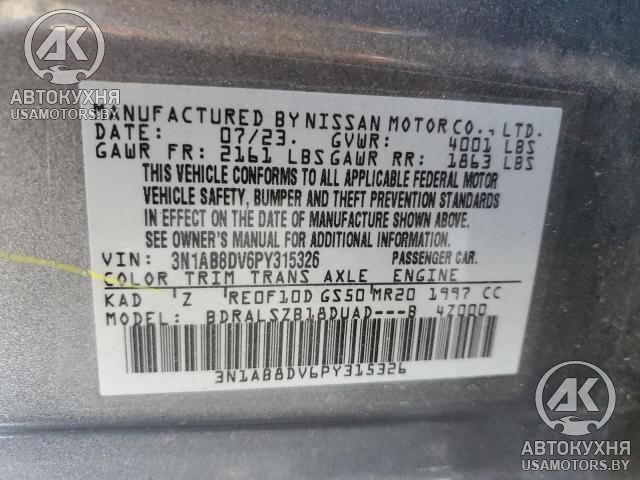 АК
АВТОКУХНЯ
USAMOTORS.BY
MANUFACTURED BY NISSAN MOTOR CO., LTD.
DATE: 07/23. GVWR: 4001 LBS
GAWR FR: 2161 LBS GAWR RR: 1863 LBS
THIS VEHICLE CONFORMS TO ALL APPLICABLE FEDERAL MOTOR
VEHICLE SAFETY, BUMPER AND THEFT PREVENTION STANDARDS
IN EFFECT ON THE DATE OF MANUFACTURE SHOWN ABOVE.
SEE OWNER'S MANUAL FOR ADDITIONAL INFORMATION.
VIN: 3N1AB8DV6PY315326 PASSENGER CAR.
COLOR TRIM TRANS AXLE ENGINE
KAD Z RE0F10D GS50 MR20 1997 CC
MODEL: BDRALSZB18DUAD---B 4Z000
3N1AB8DV6PY315326
АК
АВТОКУХНЯ
USAMOTORS.BY